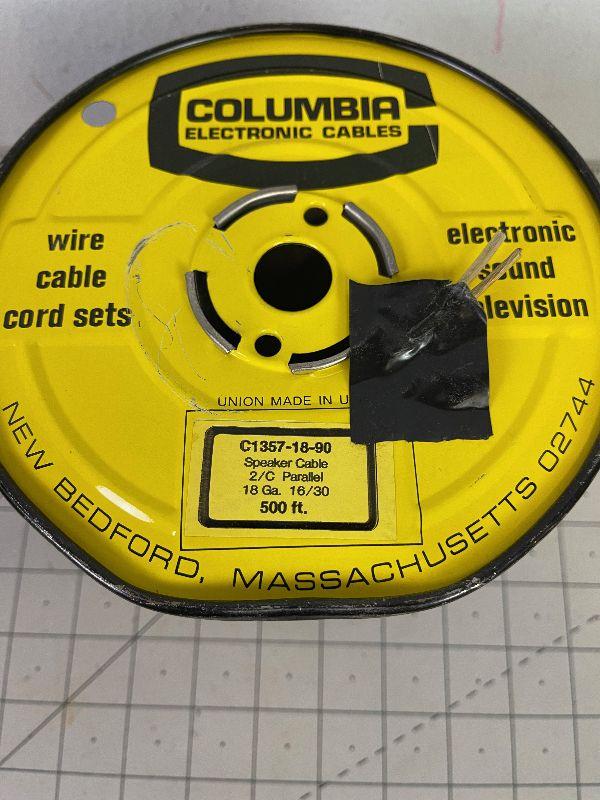 COLUMBIA
ELECTRONIC CABLES
wire
cable
cord sets
electronic
sound
levision
UNION MADE IN U
C1357-18-90
Speaker Cable
2/C Parallel
18 Ga. 16/30
500 ft.
NEW BEDFORD, MASSACHUSETTS 02744